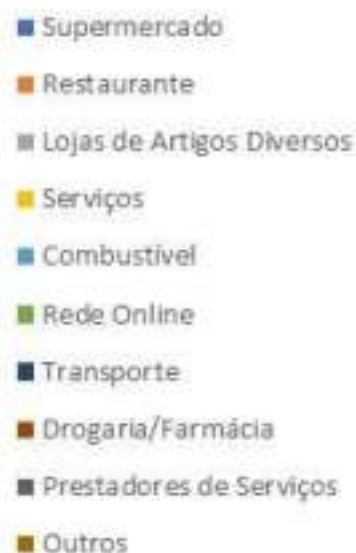 Supermercado
Restaurante
Lojas de Artigos Diversos
Serviços
Combustível
Rede Online
Transporte
Drogaria/Farmácia
Prestadores de Serviços
Outros